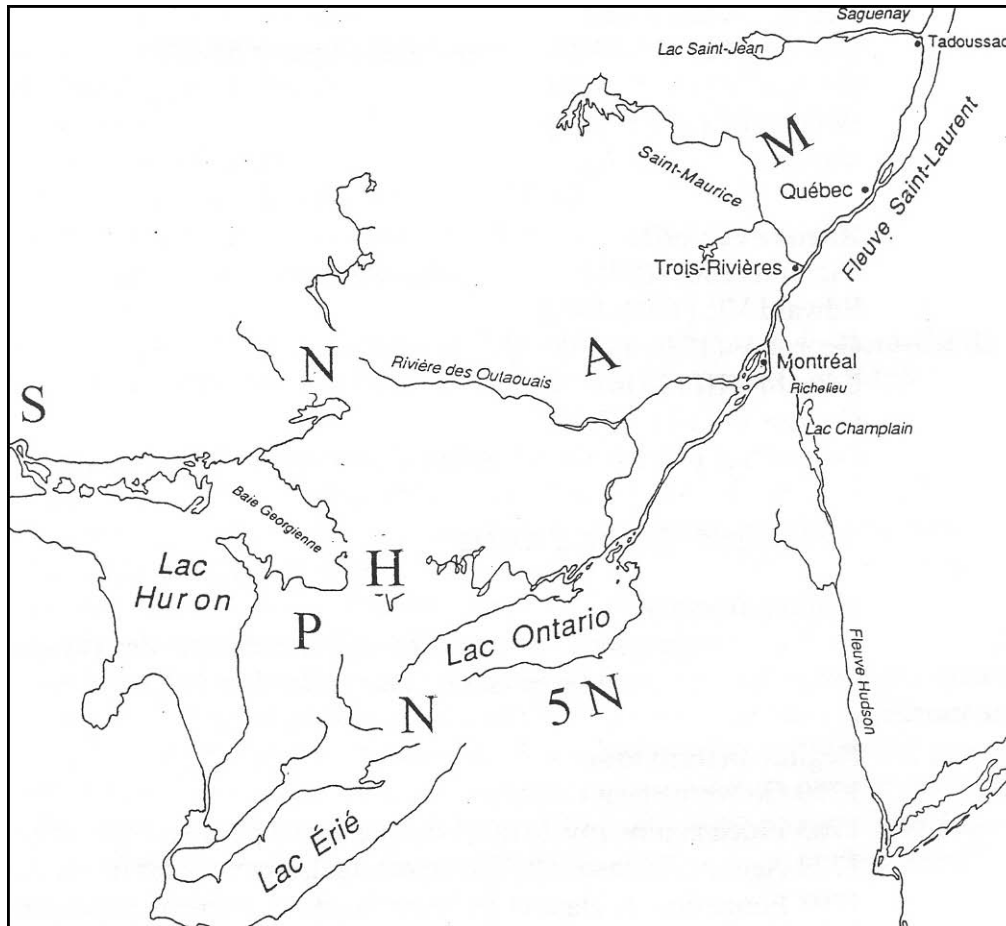 Saguenay
Lac Saint-Jean
Tadoussac
M
Saint-Maurice
Québec
Fleuve Saint-Laurent
Trois-Rivières
N
A
Rivière des Outaouais
Montréal
Richelieu
S
Lac Champlain
Baie Georgienne
Lac
Huron
H
P
Lac Ontario
Fleuve Hudson
N
5 N
Lac Érié